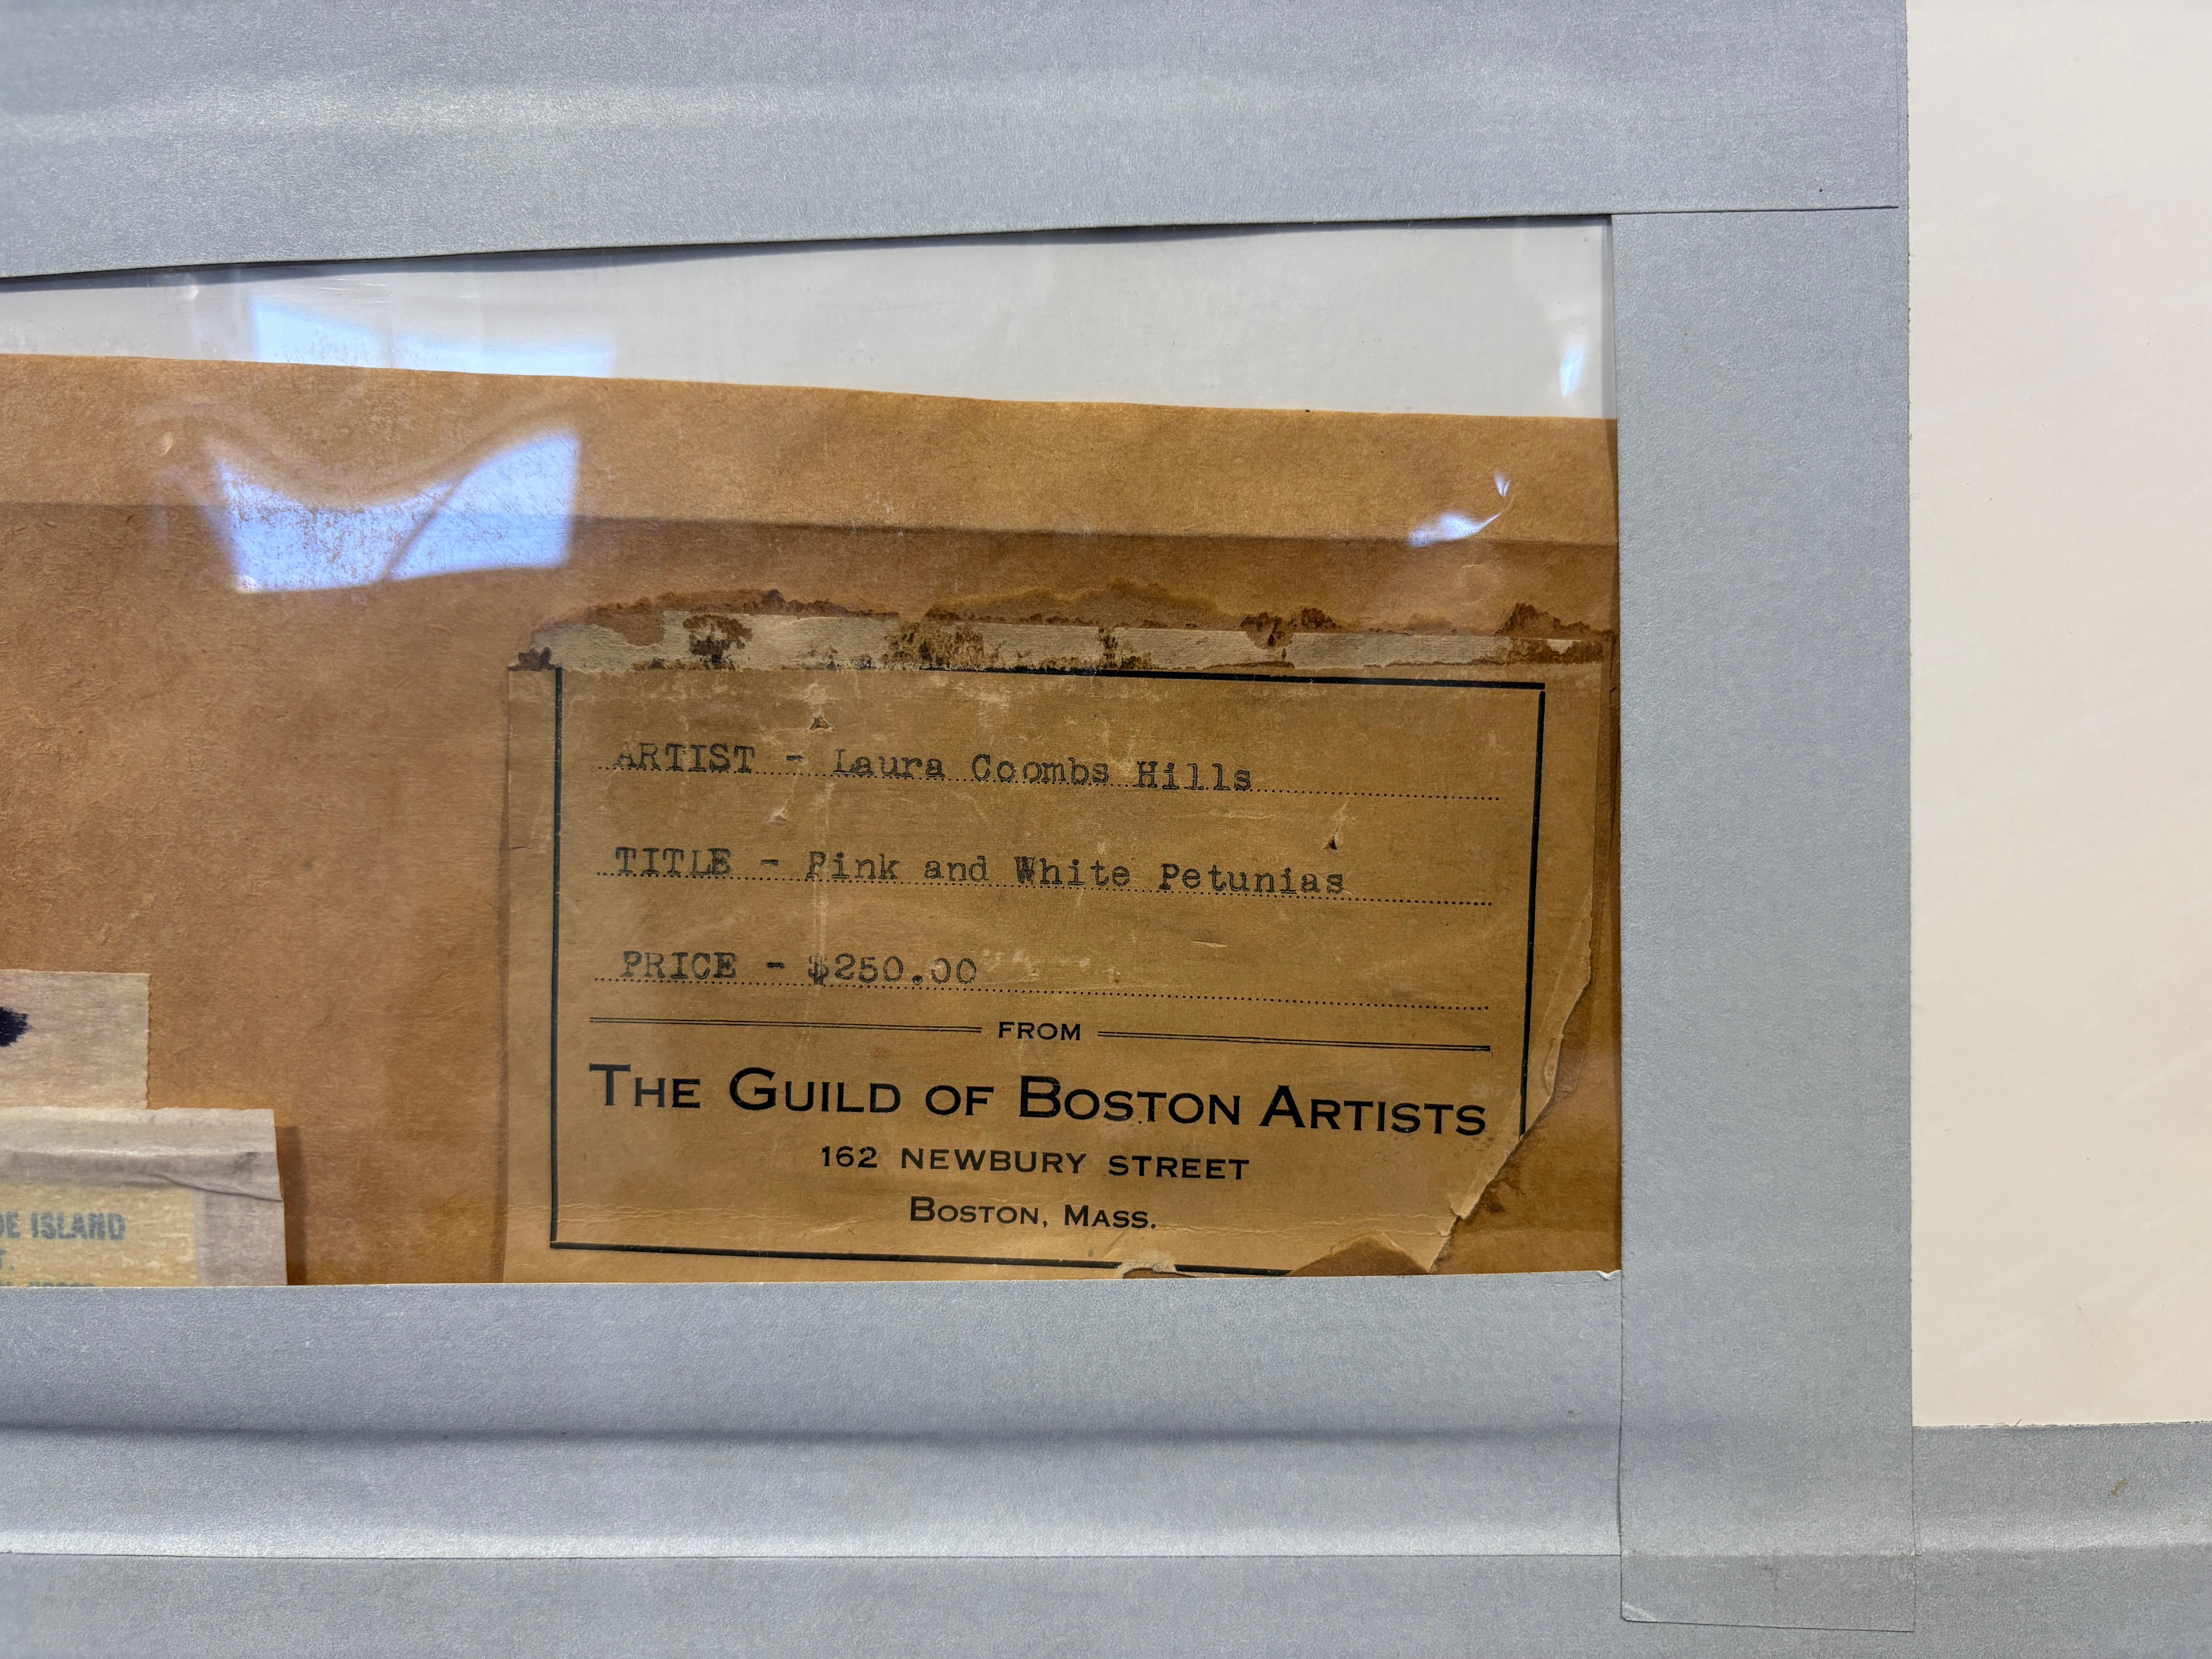 ARTIST - Laura Coombs Hills
TITLE - Pink and White Petunias
PRICE - $250.00
FROM
THE GUILD OF BOSTON ARTISTS
162 NEWBURY STREET
BOSTON, MASS.
DE ISLAND